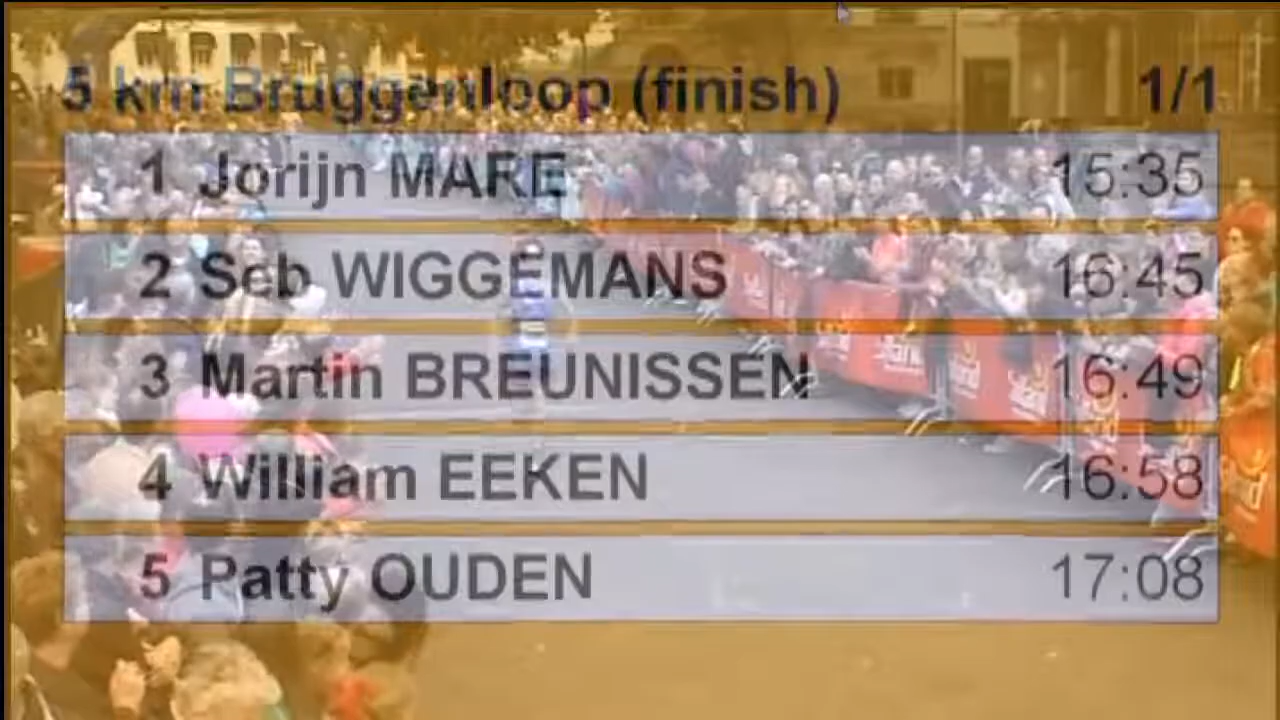 5 km Bruggenloop (finish) 1/1
1 Jorijn MARE 15:35
2 Seb WIGGEMANS 16:45
3 Martin BREUNISSEN 16:49
4 William EEKEN 16:58
5 Patty OUDEN 17:08